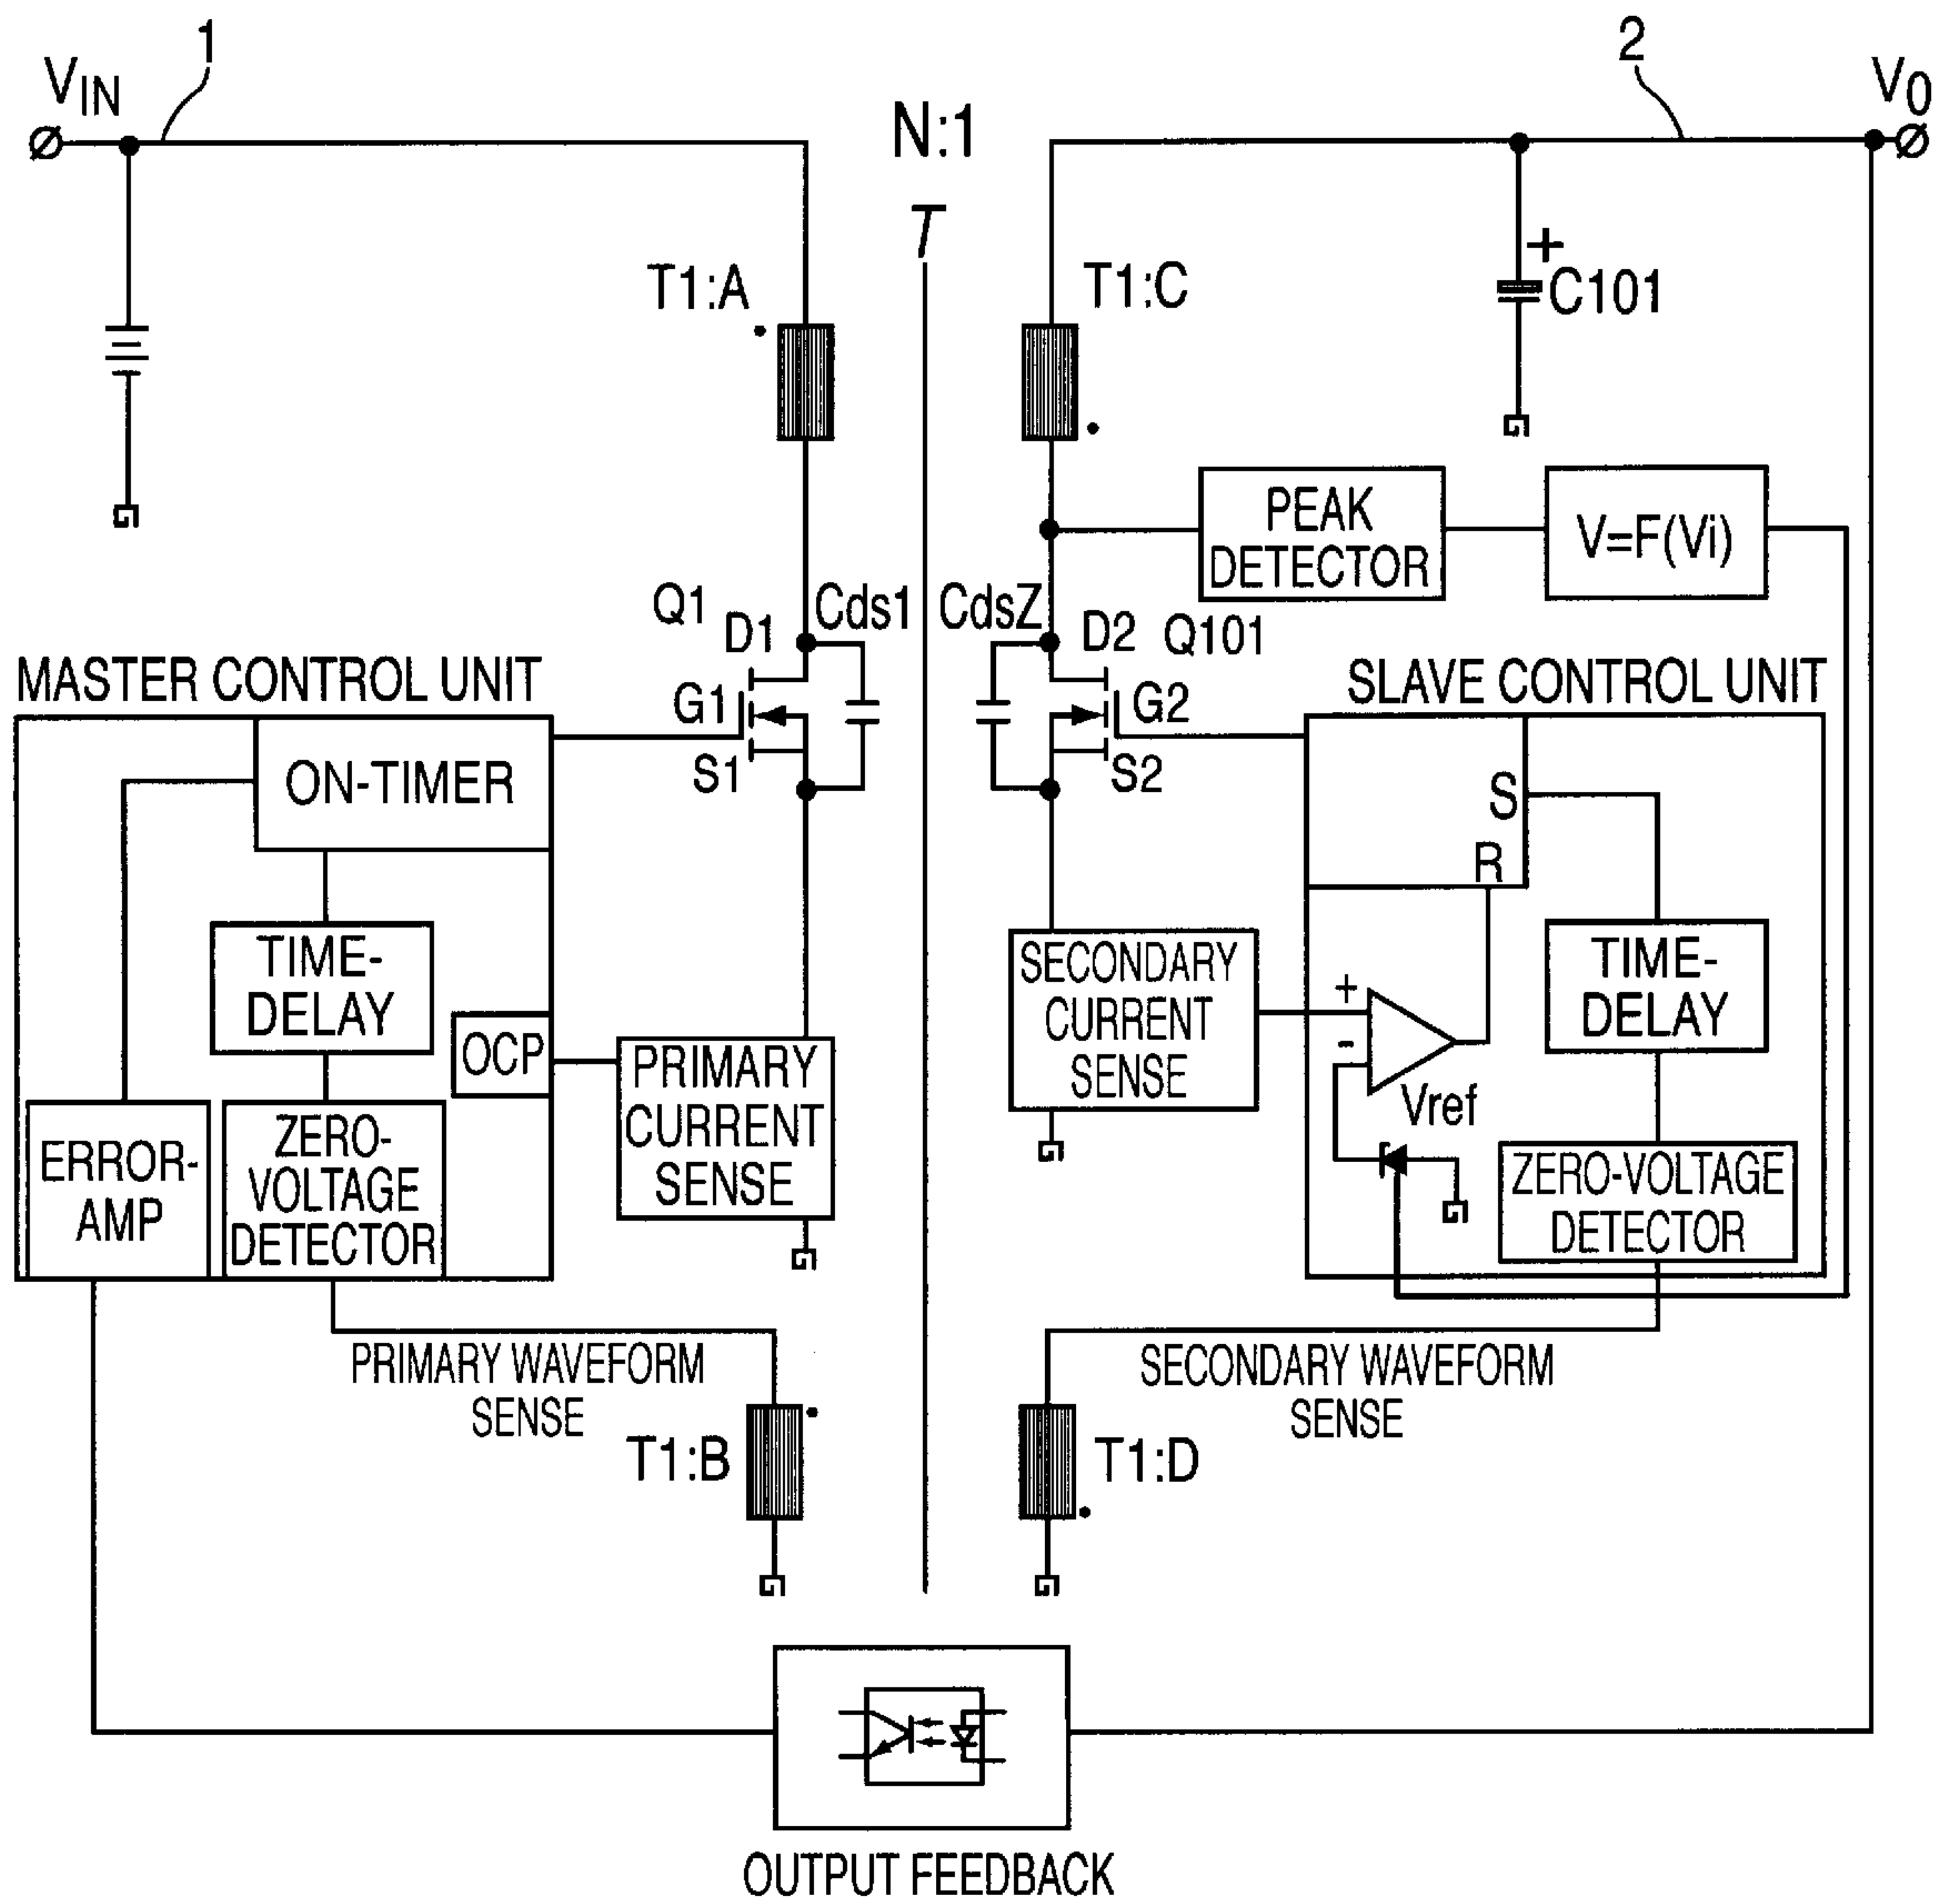 1
2
VIN
V0
N:1
T
T1:A
T1:C
+
C101
PEAK
DETECTOR
V=F(Vi)
Q1
D1
Cds1
CdsZ
D2
Q101
MASTER CONTROL UNIT
SLAVE CONTROL UNIT
G1
G2
S1
S2
ON-TIMER
S
R
TIME-
DELAY
OCP
PRIMARY
CURRENT
SENSE
SECONDARY
CURRENT
SENSE
+
-
Vref
TIME-
DELAY
ERROR-
AMP
ZERO-
VOLTAGE
DETECTOR
ZERO-VOLTAGE
DETECTOR
PRIMARY WAVEFORM
SENSE
SECONDARY WAVEFORM
SENSE
T1:B
T1:D
OUTPUT FEEDBACK